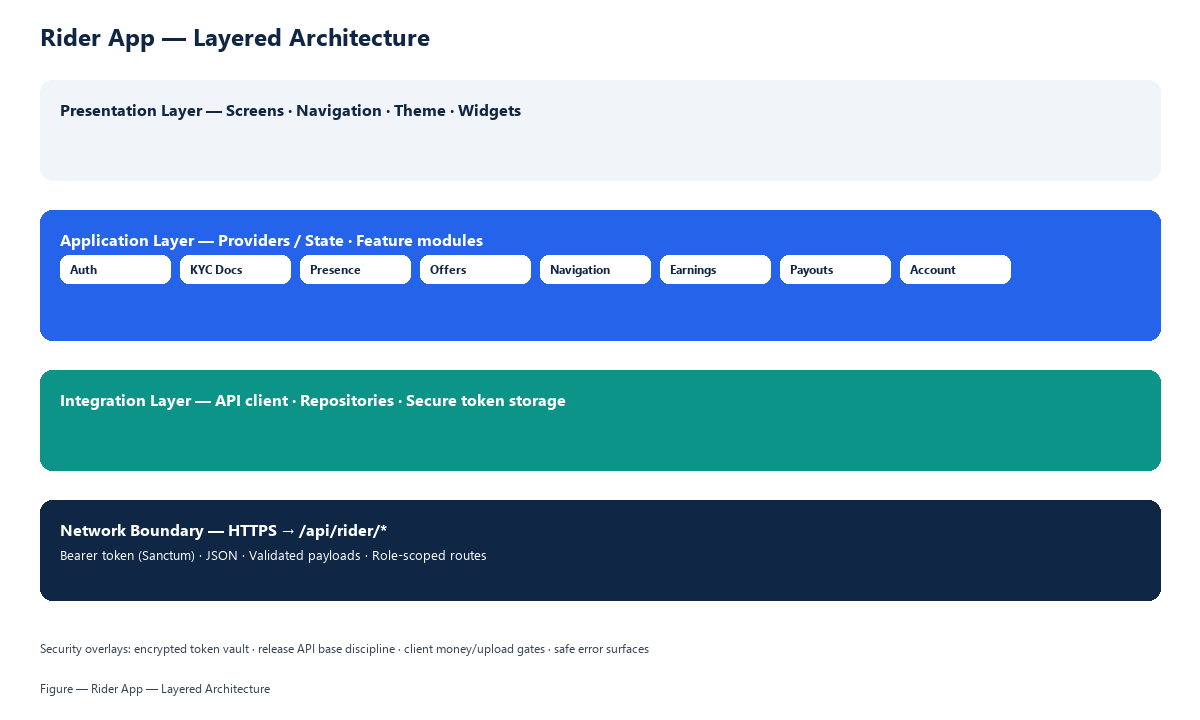 Rider App — Layered Architecture
Presentation Layer — Screens · Navigation · Theme · Widgets
Application Layer — Providers / State · Feature modules
Auth KYC Docs Presence Offers Navigation Earnings Payouts Account
Integration Layer — API client · Repositories · Secure token storage
Network Boundary — HTTPS → /api/rider/*
Bearer token (Sanctum) · JSON · Validated payloads · Role-scoped routes
Security overlays: encrypted token vault · release API base discipline · client money/upload gates · safe error surfaces
Figure — Rider App — Layered Architecture